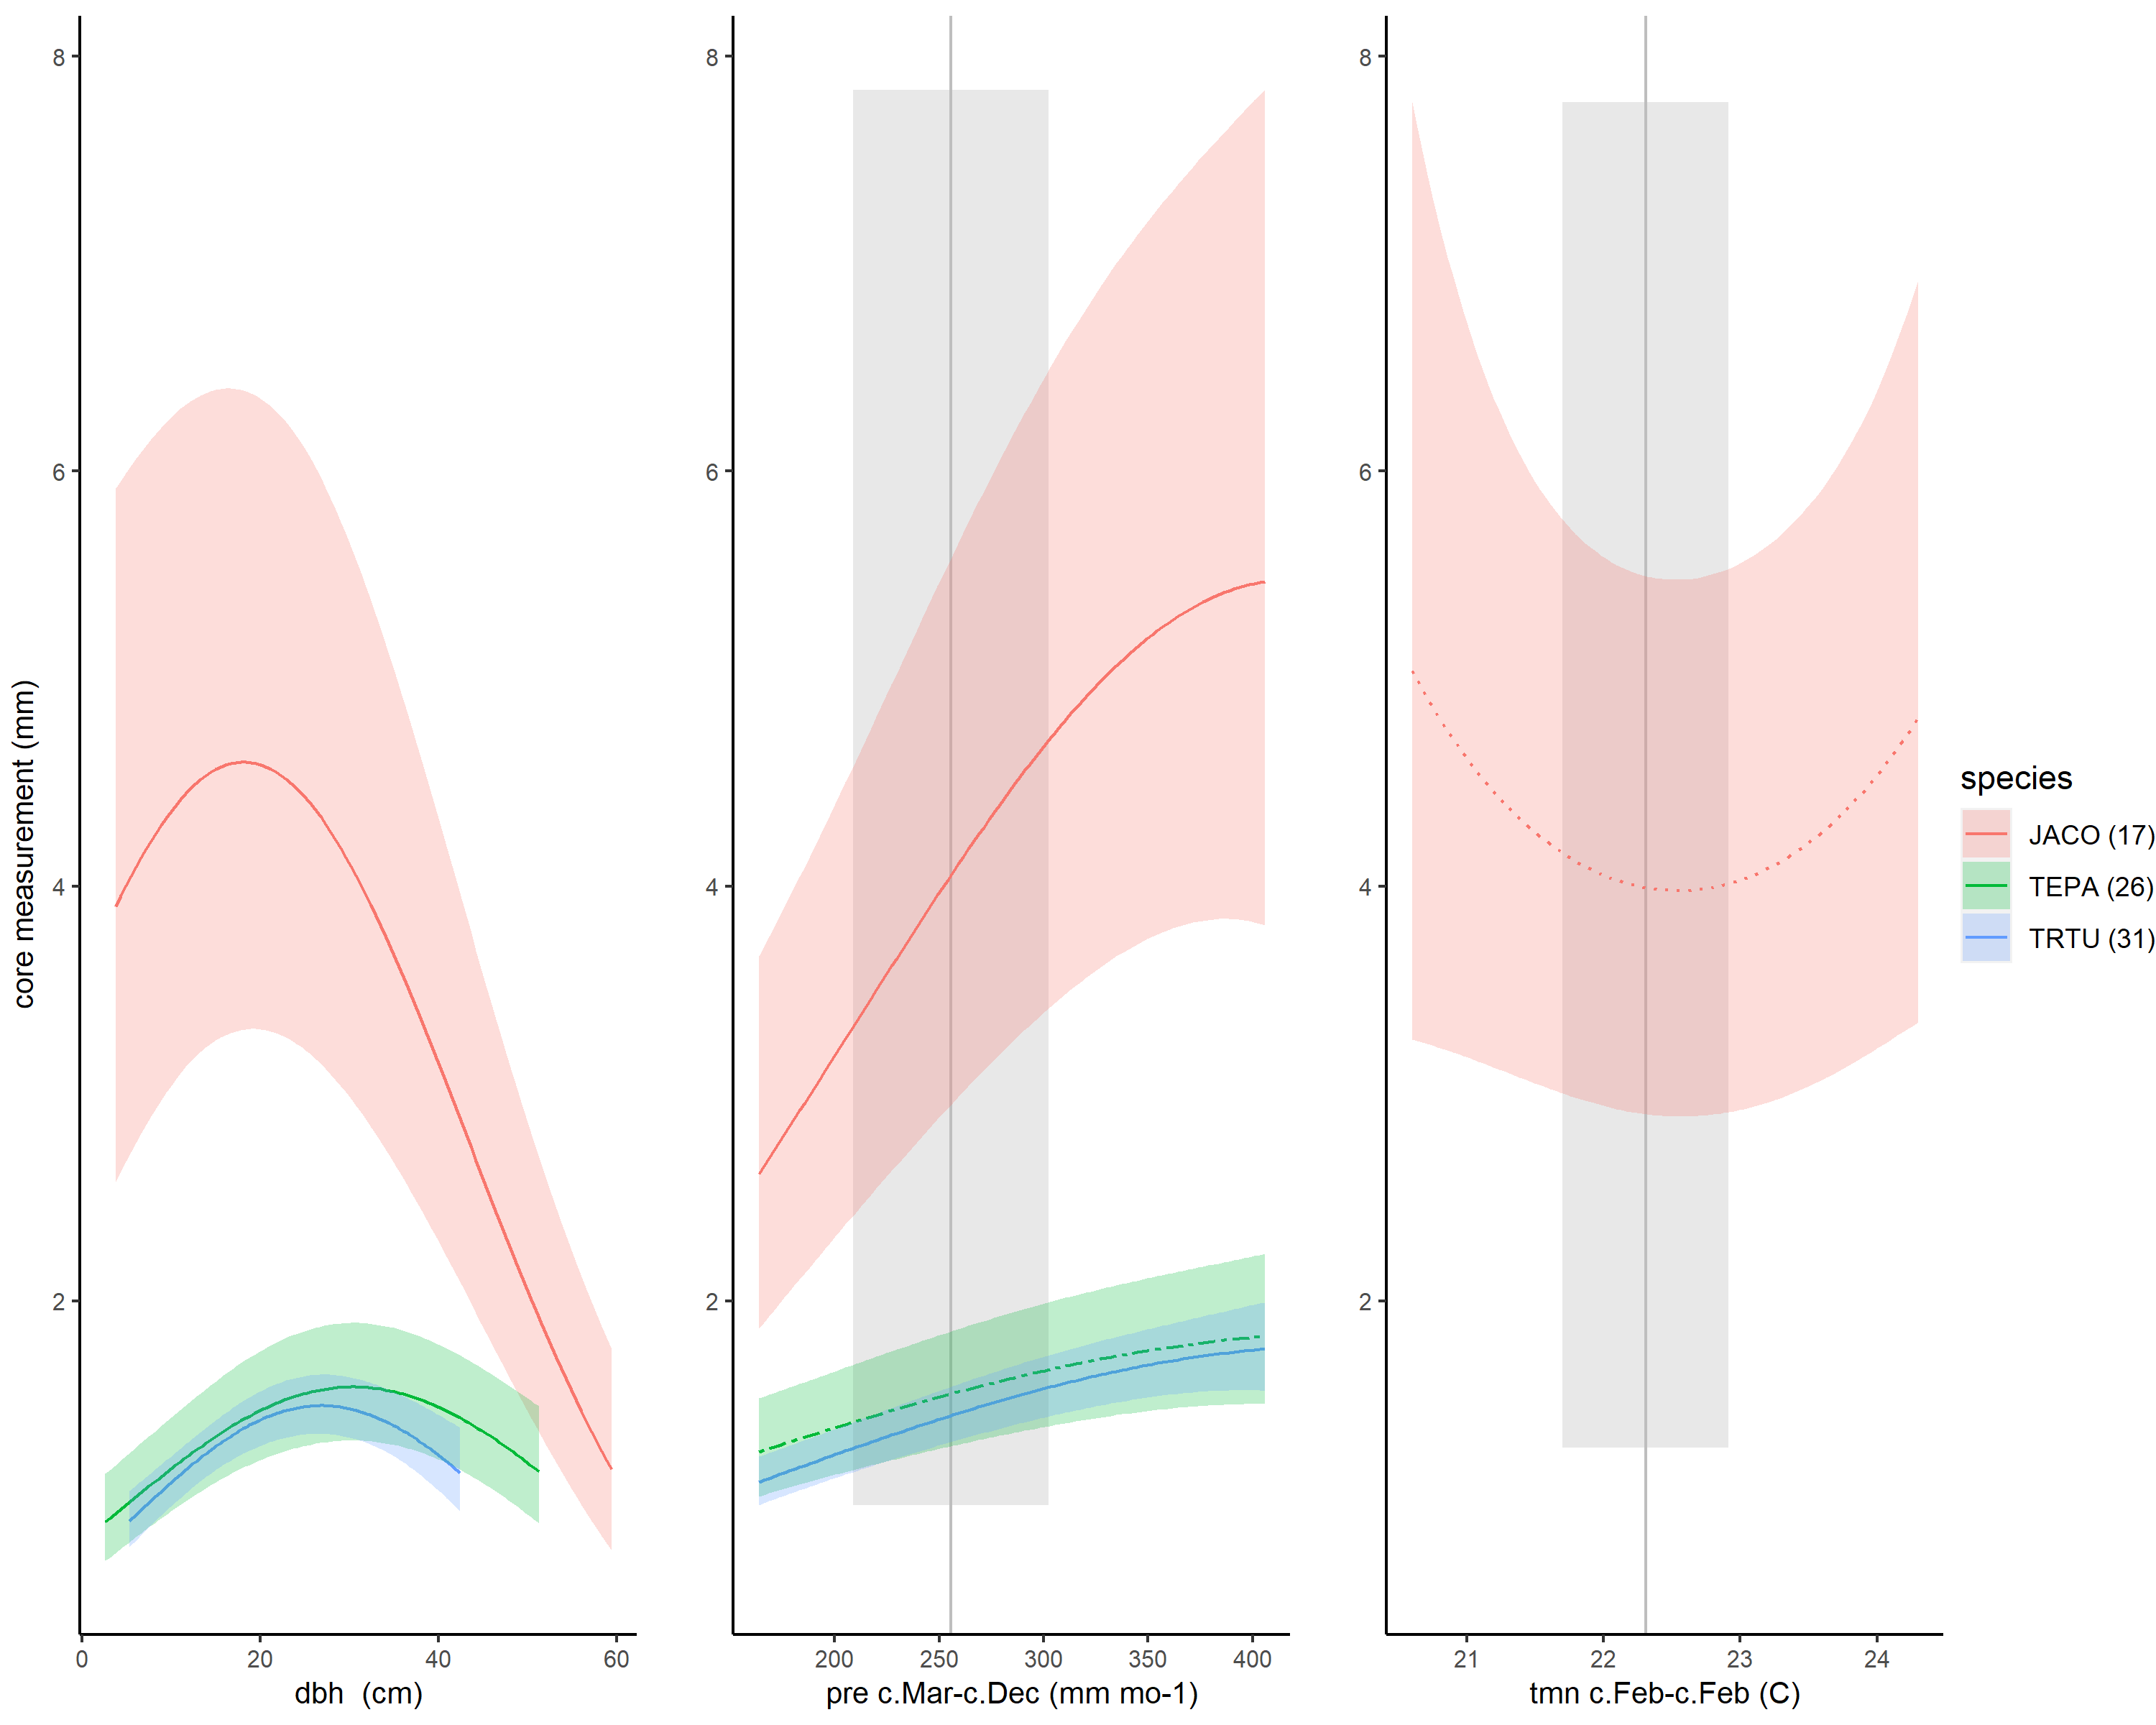 core measurement (mm)
8
6
4
2
0 20 40 60
dbh  (cm)
8
6
4
2
200 250 300 350 400
pre c.Mar-c.Dec (mm mo-1)
8
6
4
2
21 22 23 24
tmn c.Feb-c.Feb (C)
species
JACO (17)
TEPA (26)
TRTU (31)